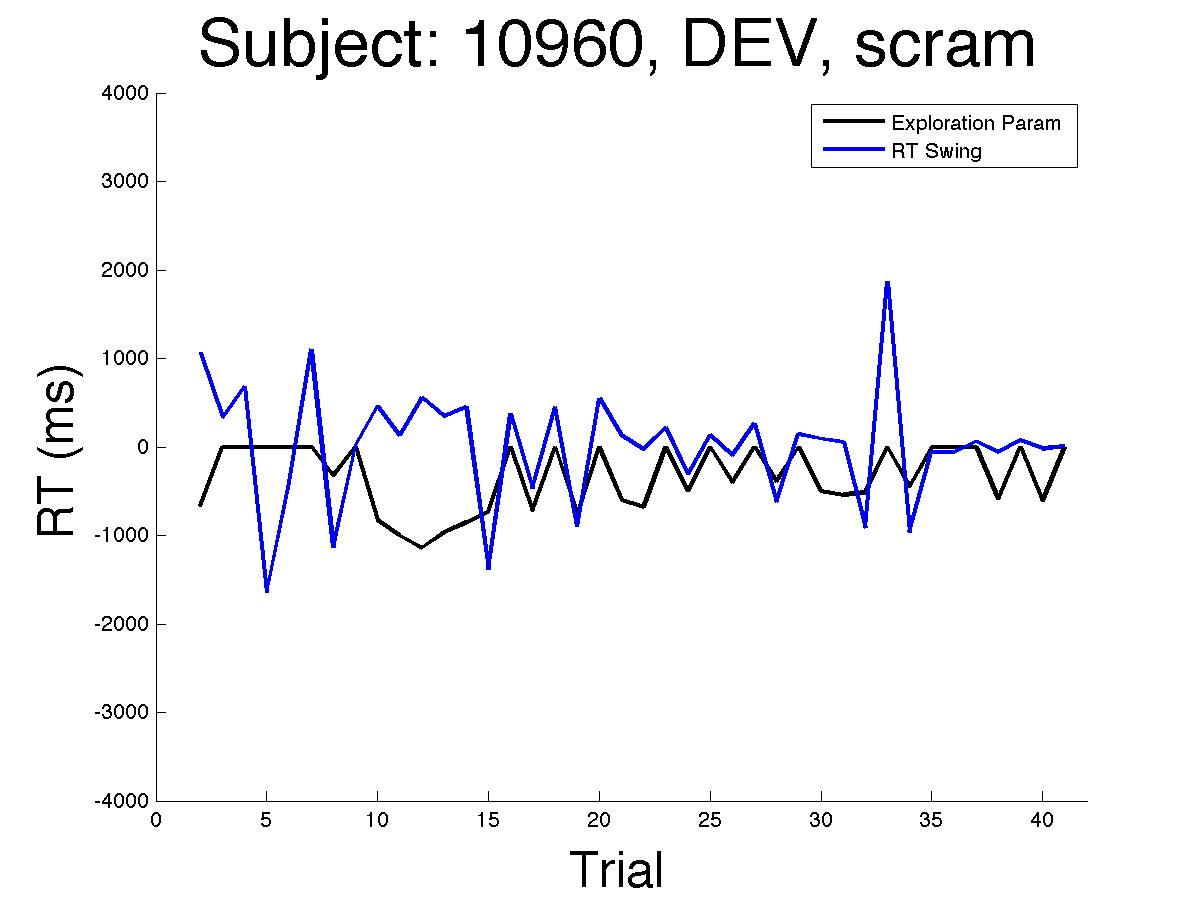 Subject: 10960, DEV, scram
4000
3000
2000
1000
0
-1000
-2000
-3000
-4000
RT (ms)
Exploration Param
RT Swing
0 5 10 15 20 25 30 35 40
Trial